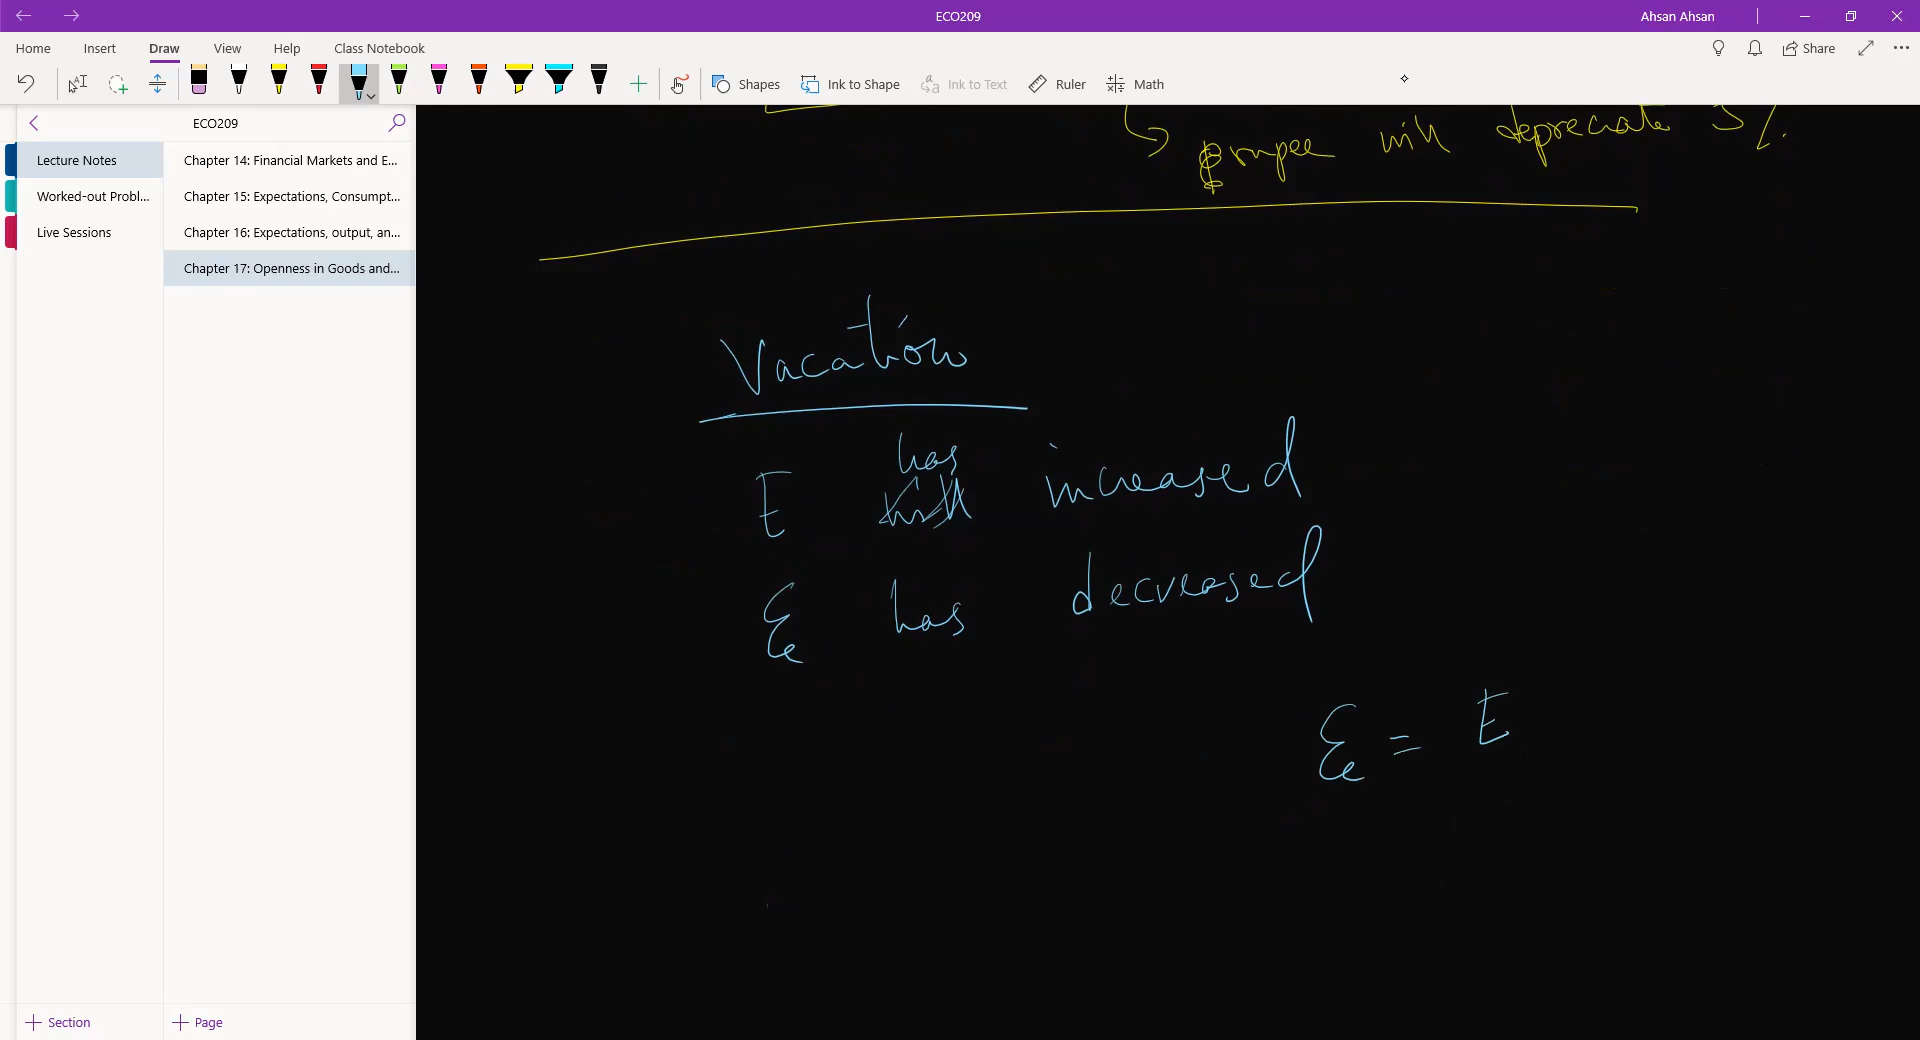 ECO209
Ahsan Ahsan
Home Insert Draw View Help Class Notebook
Share
Shapes Ink to Shape Ink to Text Ruler Math
ECO209
Lecture Notes
Worked-out Probl...
Live Sessions
Chapter 14: Financial Markets and E...
Chapter 15: Expectations, Consumpt...
Chapter 16: Expectations, output, an...
Chapter 17: Openness in Goods and...
rupee will depreciate 5%.
Vacation
has
E will increased
ε has decreased
ε = E
+ Section
+ Page